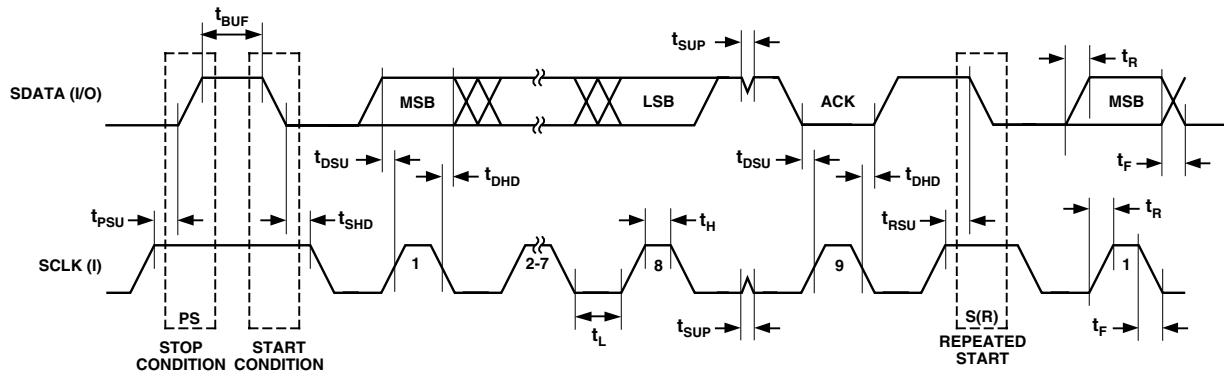 tBUF
tSUP
tR
SDATA (I/O)
MSB
LSB
ACK
MSB
tDSU
tDHD
tDSU
tDHD
tF
tPSU
tSHD
tH
tRSU
tR
SCLK (I)
1
2-7
8
9
1
PS
tL
tSUP
S(R)
tF
STOP
CONDITION
START
CONDITION
REPEATED
START